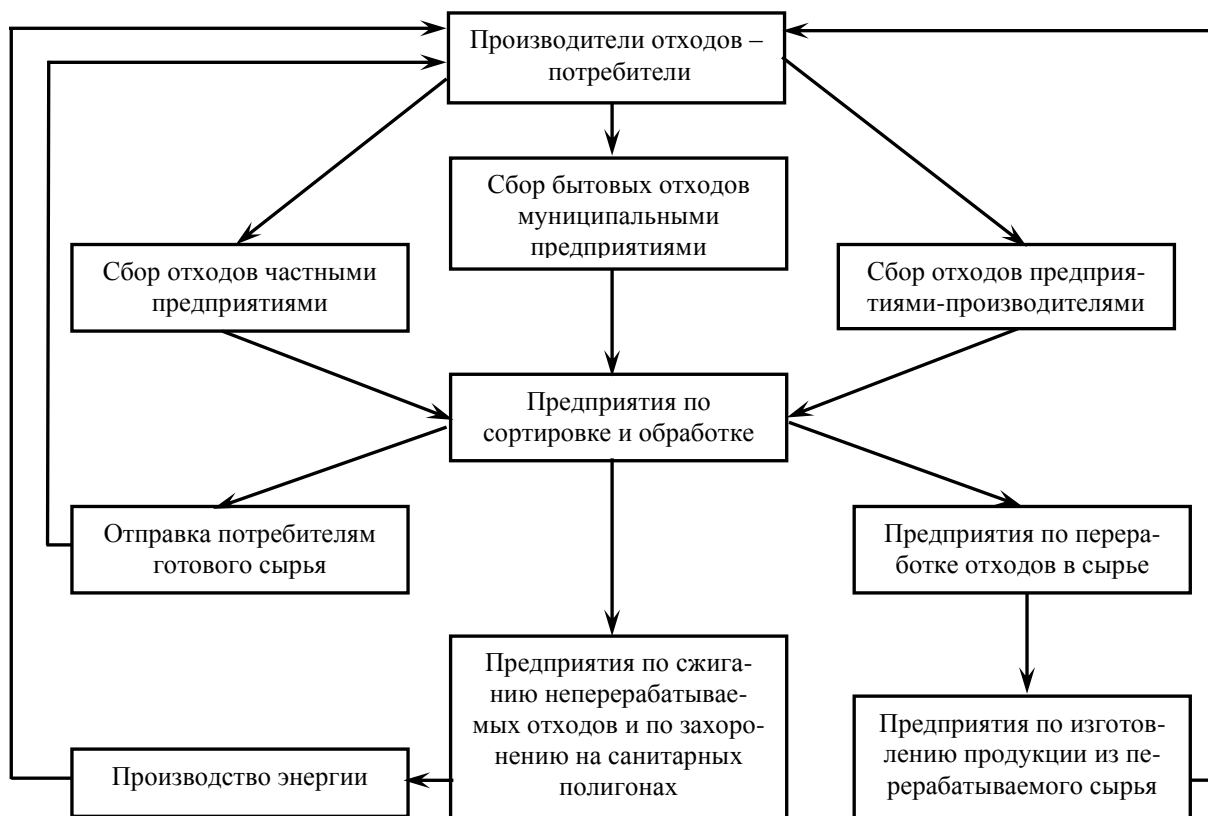 Производители отходов –
потребители
Сбор бытовых отходов
муниципальными
предприятиями
Сбор отходов частными
предприятиями
Сбор отходов предприя-
тиями-производителями
Предприятия по
сортировке и обработке
Отправка потребителям
готового сырья
Предприятия по перера-
ботке отходов в сырье
Предприятия по сжига-
нию неперерабатывае-
мых отходов и по захоро-
нению на санитарных
полигонах
Предприятия по изготов-
лению продукции из пе-
рерабатываемого сырья
Производство энергии